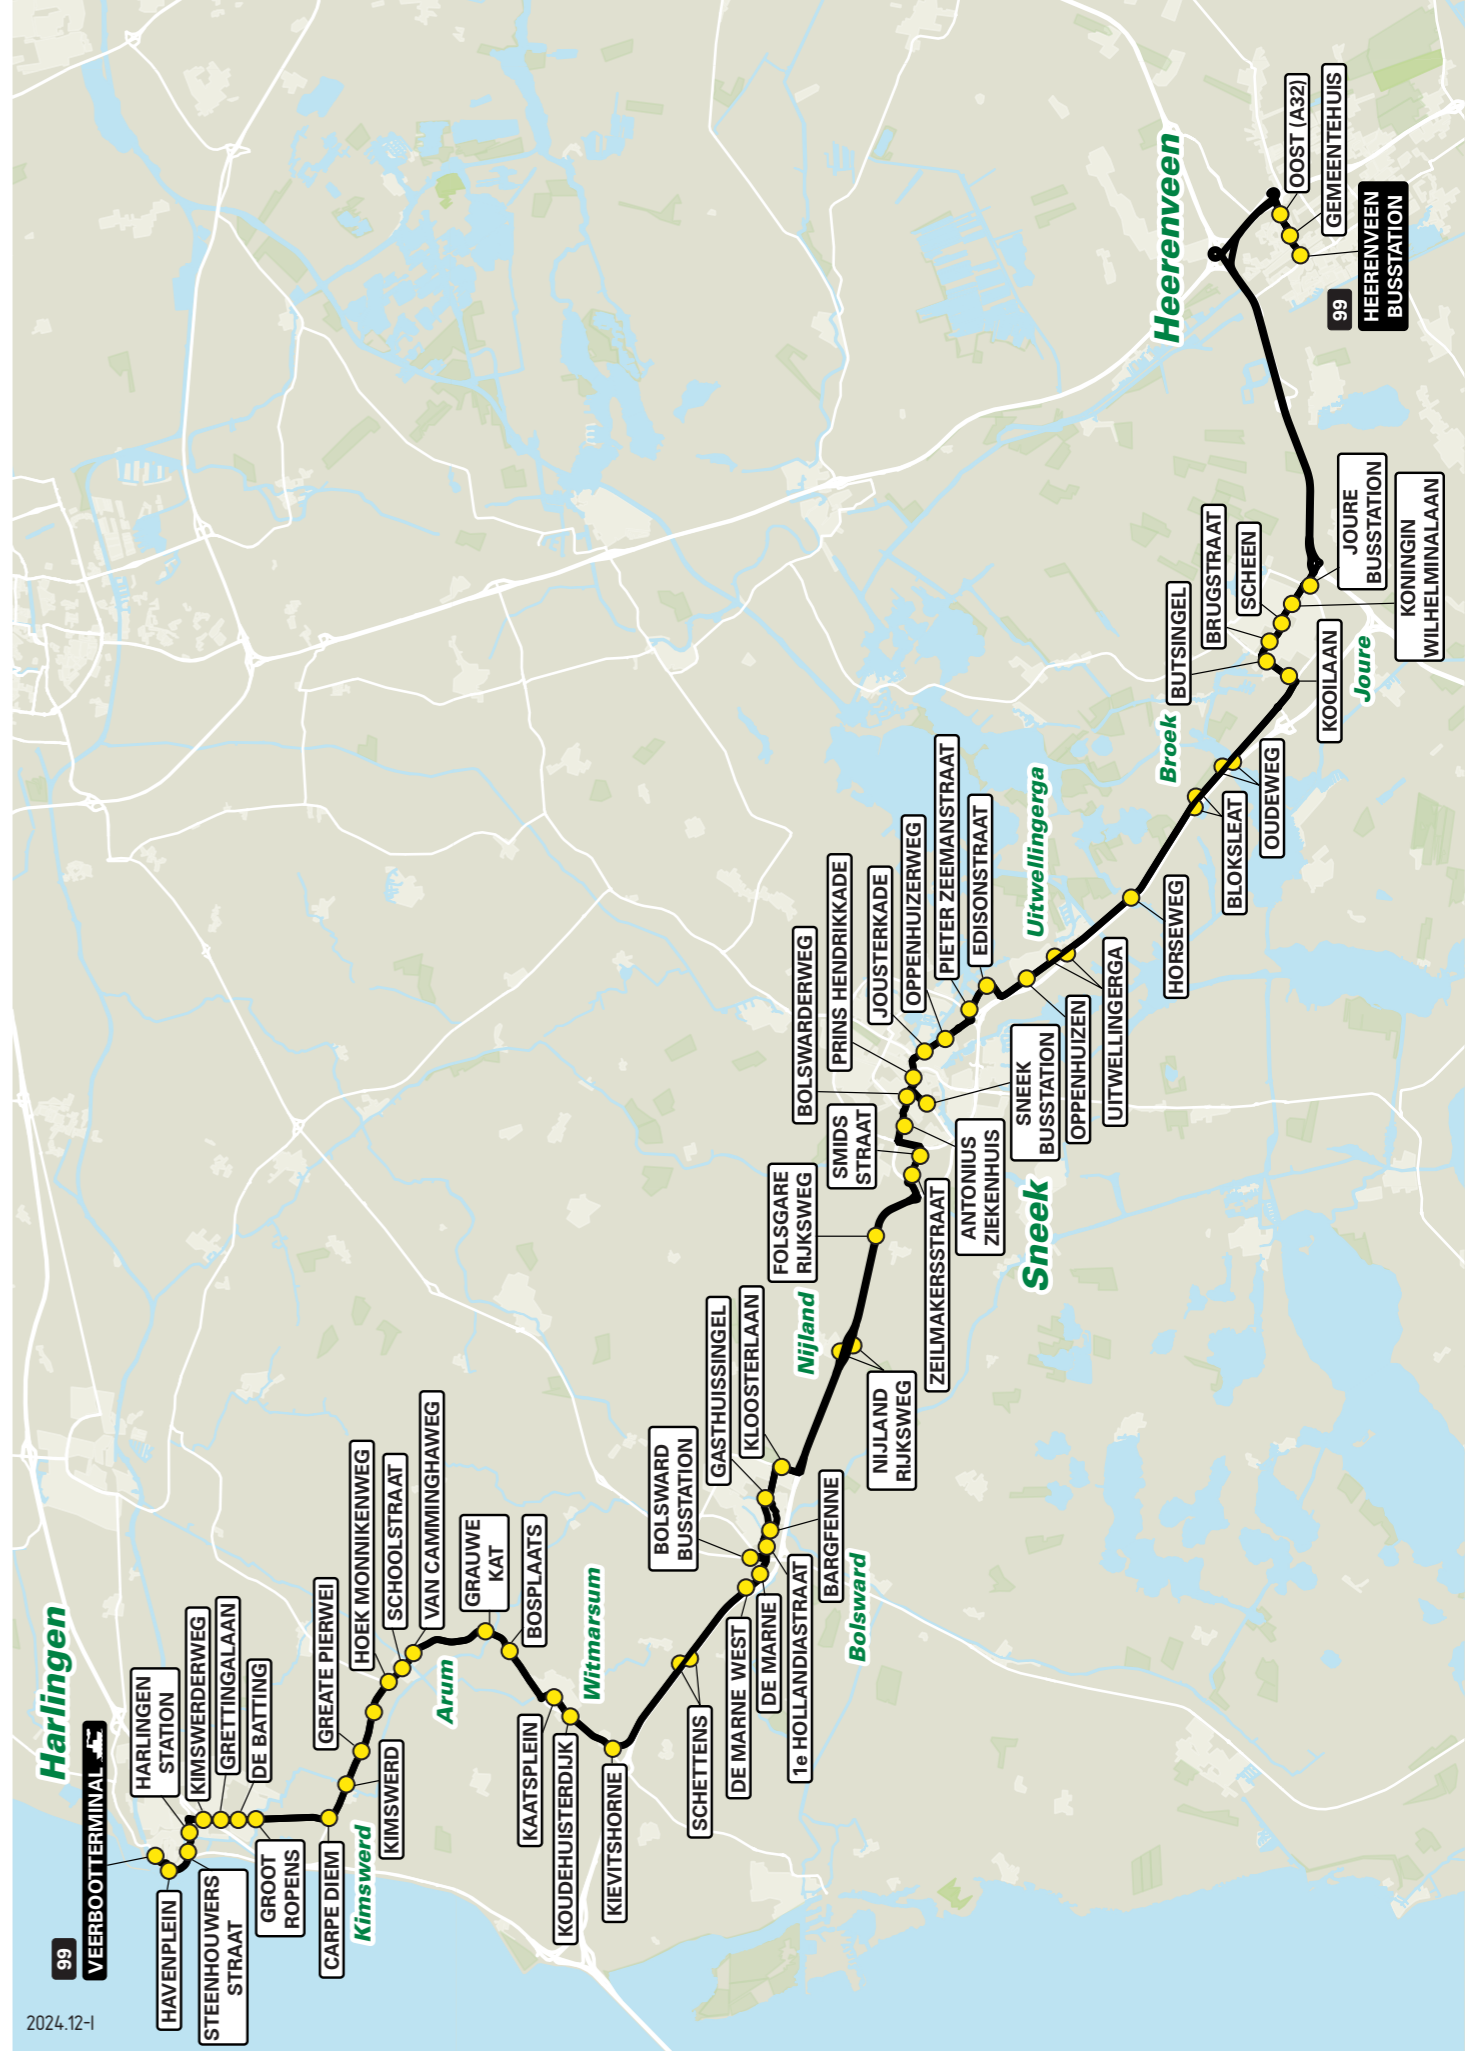 2024.12-I
Harlingen
99
VEERBOOTTERMINAL
HAVENPLEIN
STEENHOUWERS
STRAAT
HARLINGEN
STATION
KIMSWERDERWEG
GRETTINGALAAN
DE BATTING
GROOT
ROPENS
CARPE DIEM
Kimswerd
KIMSWERD
GREATE PIERWEI
HOEK MONNIKENWEG
SCHOOLSTRAAT
VAN CAMMINGHAWEG
Arum
GRAUWE
KAT
BOSPLAATS
KAATSPLEIN
KOUDEHUISTERDIJK
Witmarsum
KIEVITSHORNE
SCHETTENS
DE MARNE WEST
DE MARNE
BOLSWARD
BUSSTATION
1e HOLLANDIASTRAAT
BARGFENNE
Bolsward
GASTHUISSINGEL
KLOOSTERLAAN
Nijland
NIJLAND
RIJKSWEG
FOLSGARE
RIJKSWEG
ZEILMAKERSSTRAAT
SMIDS
STRAAT
ANTONIUS
ZIEKENHUIS
Sneek
BOLSWARDERWEG
SNEEK
BUSSTATION
PRINS HENDRIKKADE
JOUSTERKADE
OPPENHUIZERWEG
PIETER ZEEMANSTRAAT
EDISONSTRAAT
OPPENHUIZEN
UITWELLINGERGA
Uitwellingerga
HORSEWEG
BLOKSLEAT
OUDEWEG
Broek
KOOILAAN
BUTSINGEL
BRUGSTRAAT
SCHEEN
Joure
KONINGIN
WILHELMINALAAN
JOURE
BUSSTATION
Heerenveen
OOST (A32)
GEMEENTEHUIS
99
HEERENVEEN
BUSSTATION